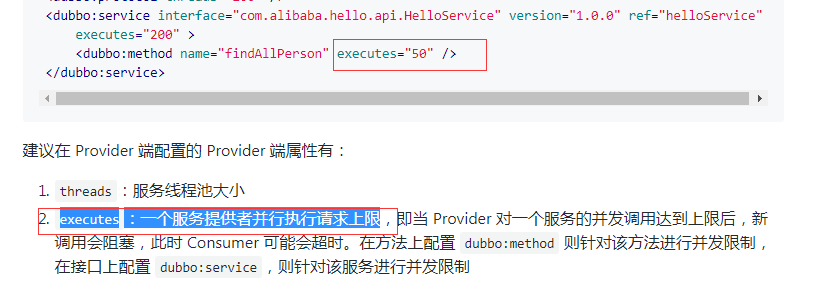 <dubbo:service interface="com.alibaba.hello.api.HelloService" version="1.0.0" ref="helloService"
executes="200" >
<dubbo:method name="findAllPerson" executes="50" />
</dubbo:service>
建议在 Provider 端配置的 Provider 端属性有：
1. threads：服务线程池大小
2. executes：一个服务提供者并行执行请求上限，即当 Provider 对一个服务的并发调用达到上限后，新
调用会阻塞，此时 Consumer 可能会超时。在方法上配置 dubbo:method 则针对该方法进行并发限制，
在接口上配置 dubbo:service，则针对该服务进行并发限制